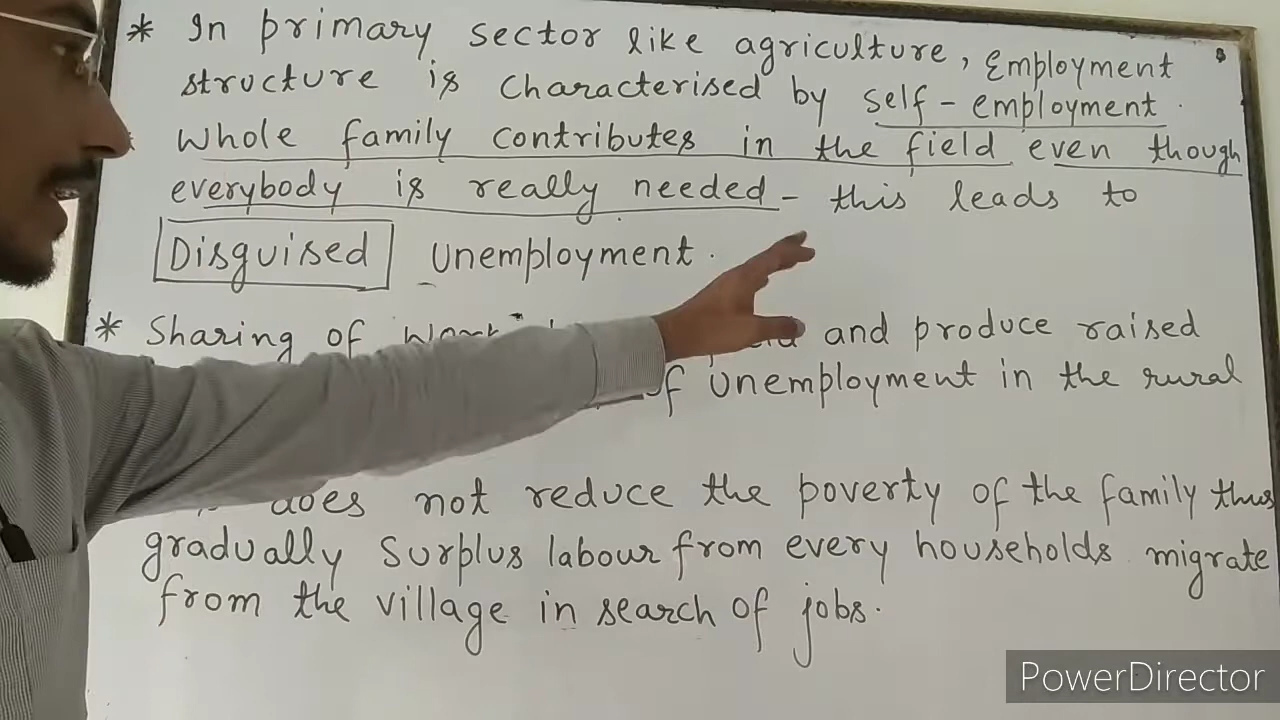 * In primary sector like agriculture, Employment
structure is characterised by self-employment.
* Whole family contributes in the field even though
everybody is really needed - this leads to
Disguised Unemployment.
* Sharing of and produce raised
of unemployment in the rural
does not reduce the poverty of the family thus
gradually surplus labour from every households migrate
from the village in search of jobs.
PowerDirector